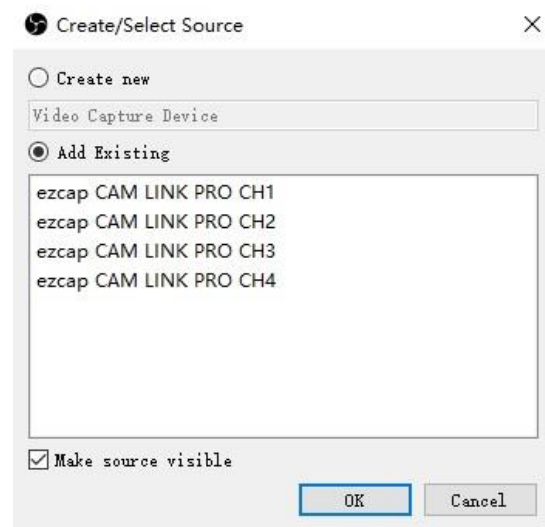 Create/Select Source
Create new
Video Capture Device
Add Existing
ezcap CAM LINK PRO CH1
ezcap CAM LINK PRO CH2
ezcap CAM LINK PRO CH3
ezcap CAM LINK PRO CH4
Make source visible
OK Cancel